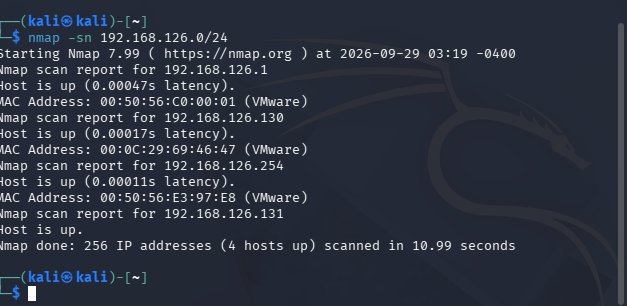 ┌──(kali㉿kali)-[~]
└─$ nmap -sn 192.168.126.0/24
Starting Nmap 7.99 ( https://nmap.org ) at 2026-09-29 03:19 -0400
Nmap scan report for 192.168.126.1
Host is up (0.00047s latency).
MAC Address: 00:50:56:C0:00:01 (VMware)
Nmap scan report for 192.168.126.130
Host is up (0.00017s latency).
MAC Address: 00:0C:29:69:46:47 (VMware)
Nmap scan report for 192.168.126.254
Host is up (0.00011s latency).
MAC Address: 00:50:56:E3:97:E8 (VMware)
Nmap scan report for 192.168.126.131
Host is up.
Nmap done: 256 IP addresses (4 hosts up) scanned in 10.99 seconds
┌──(kali㉿kali)-[~]
└─$